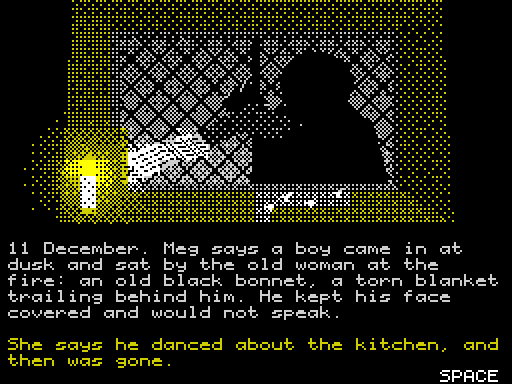 11 December. Meg says a boy came in at
dusk and sat by the old woman at the
fire: an old black bonnet, a torn blanket
trailing behind him. He kept his face
covered and would not speak.
She says he danced about the kitchen, and
then was gone.
SPACE